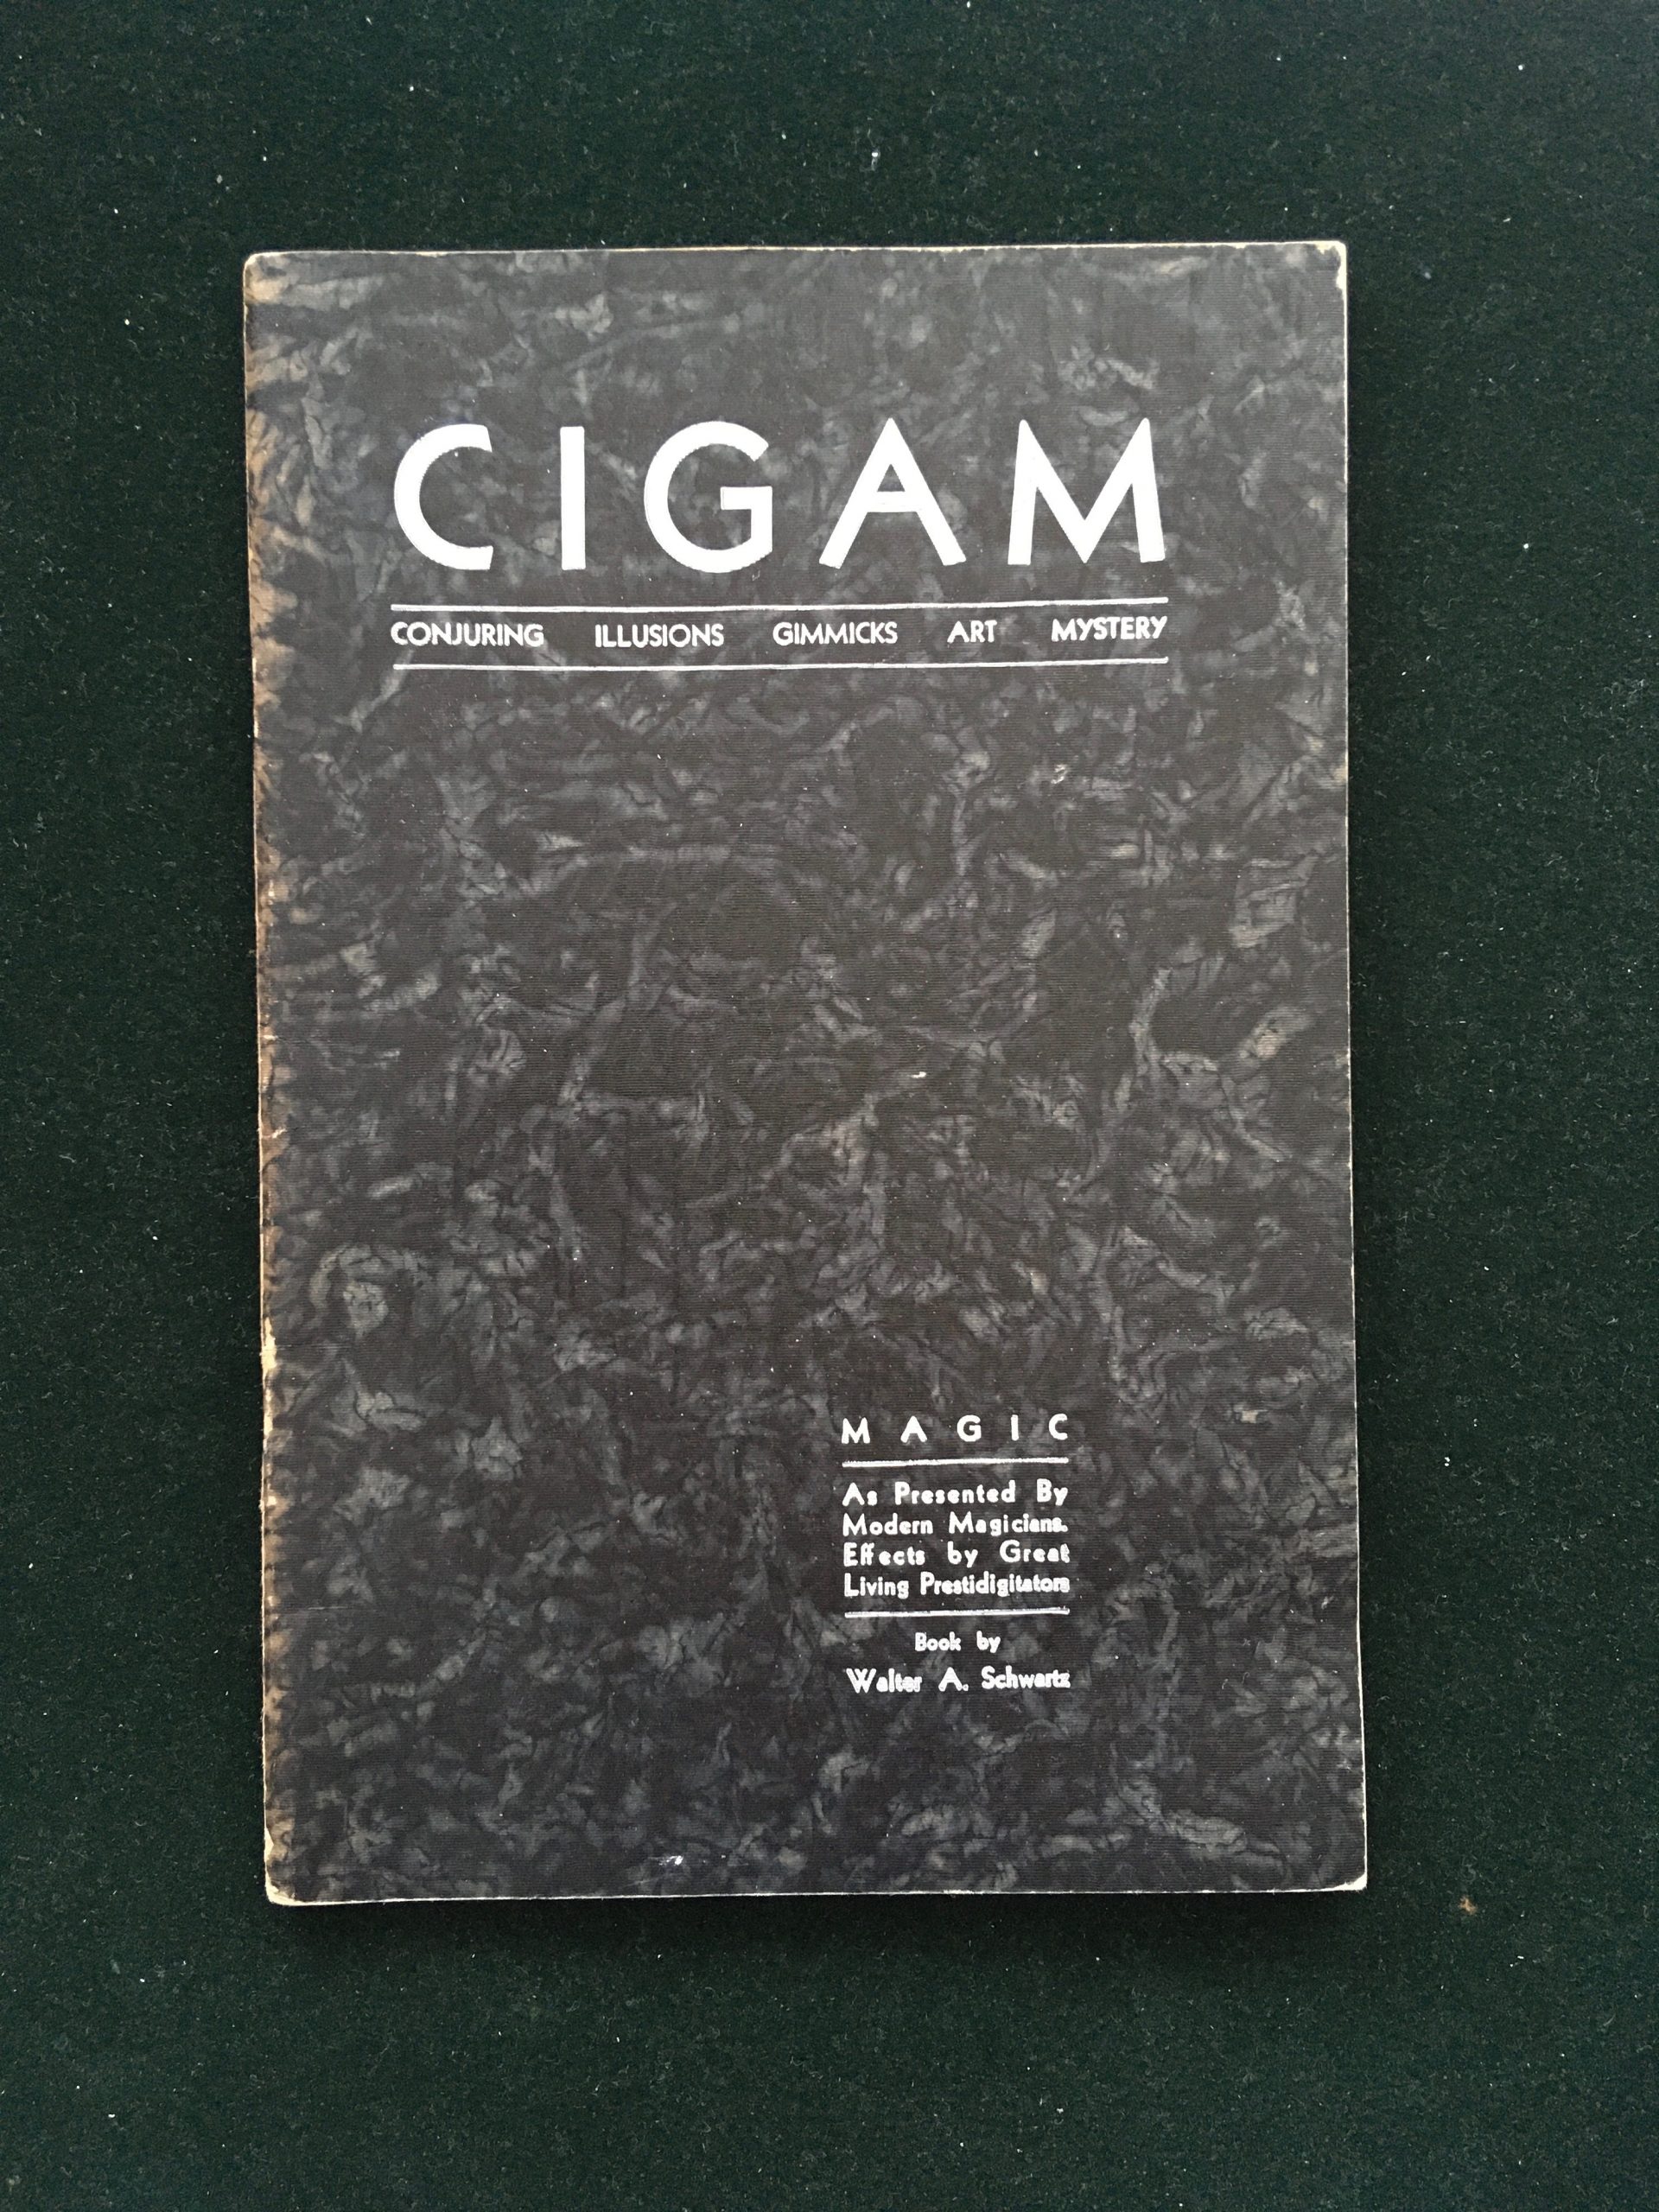 CIGAM
CONJURING ILLUSIONS GIMMICKS ART MYSTERY
MAGIC
As Presented By
Modern Magicians.
Effects by Great
Living Prestidigitators
Book by
Walter A. Schwartz